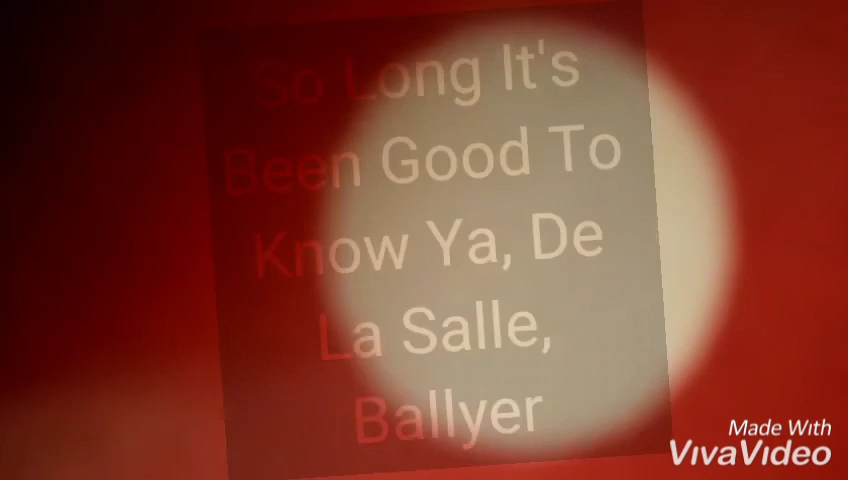 So Long It's
Been Good To
Know Ya, De
La Salle,
Ballyer
Made With
VivaVideo